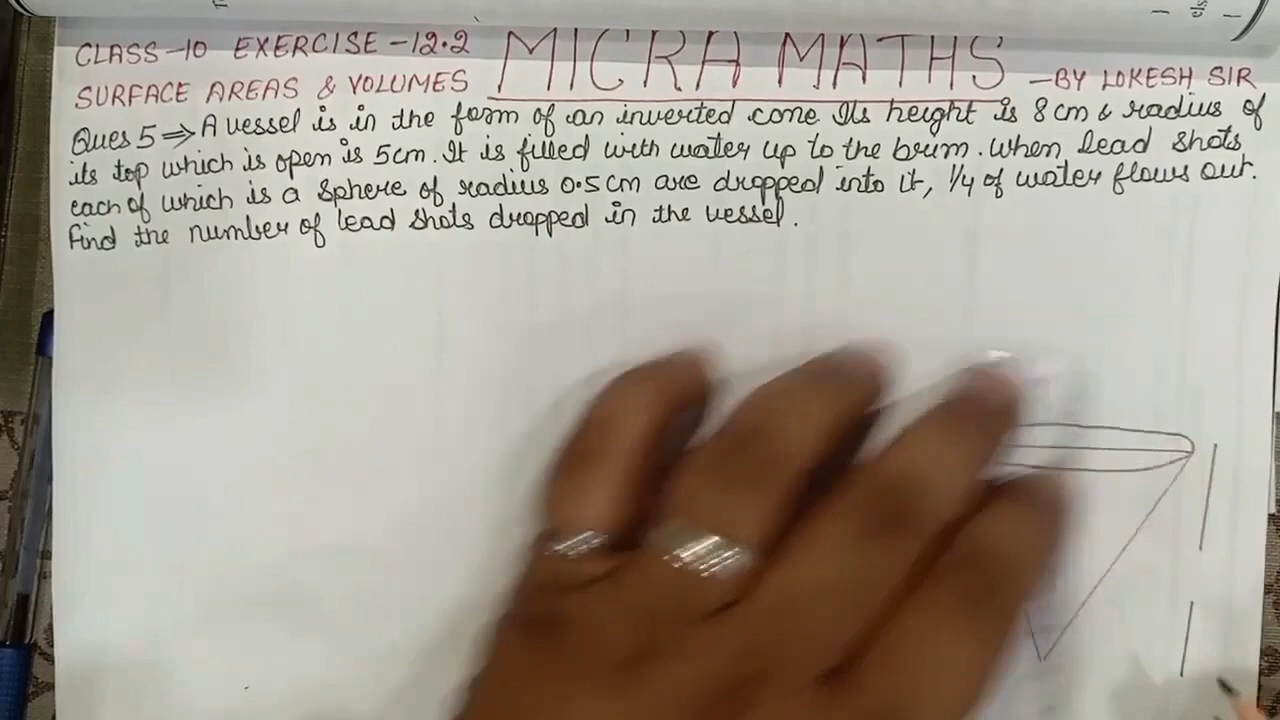 CLASS-10 EXERCISE-12.2 MICRA MATHS
SURFACE AREAS & VOLUMES -BY LOKESH SIR
Ques 5 ⇒ A vessel is in the form of an inverted cone. Its height is 8 cm & radius of
its top which is open is 5cm. It is filled with water up to the brim. When lead shots
each of which is a sphere of radius 0.5cm are dropped into it, 1/4 of water flows out.
Find the number of lead shots dropped in the vessel.